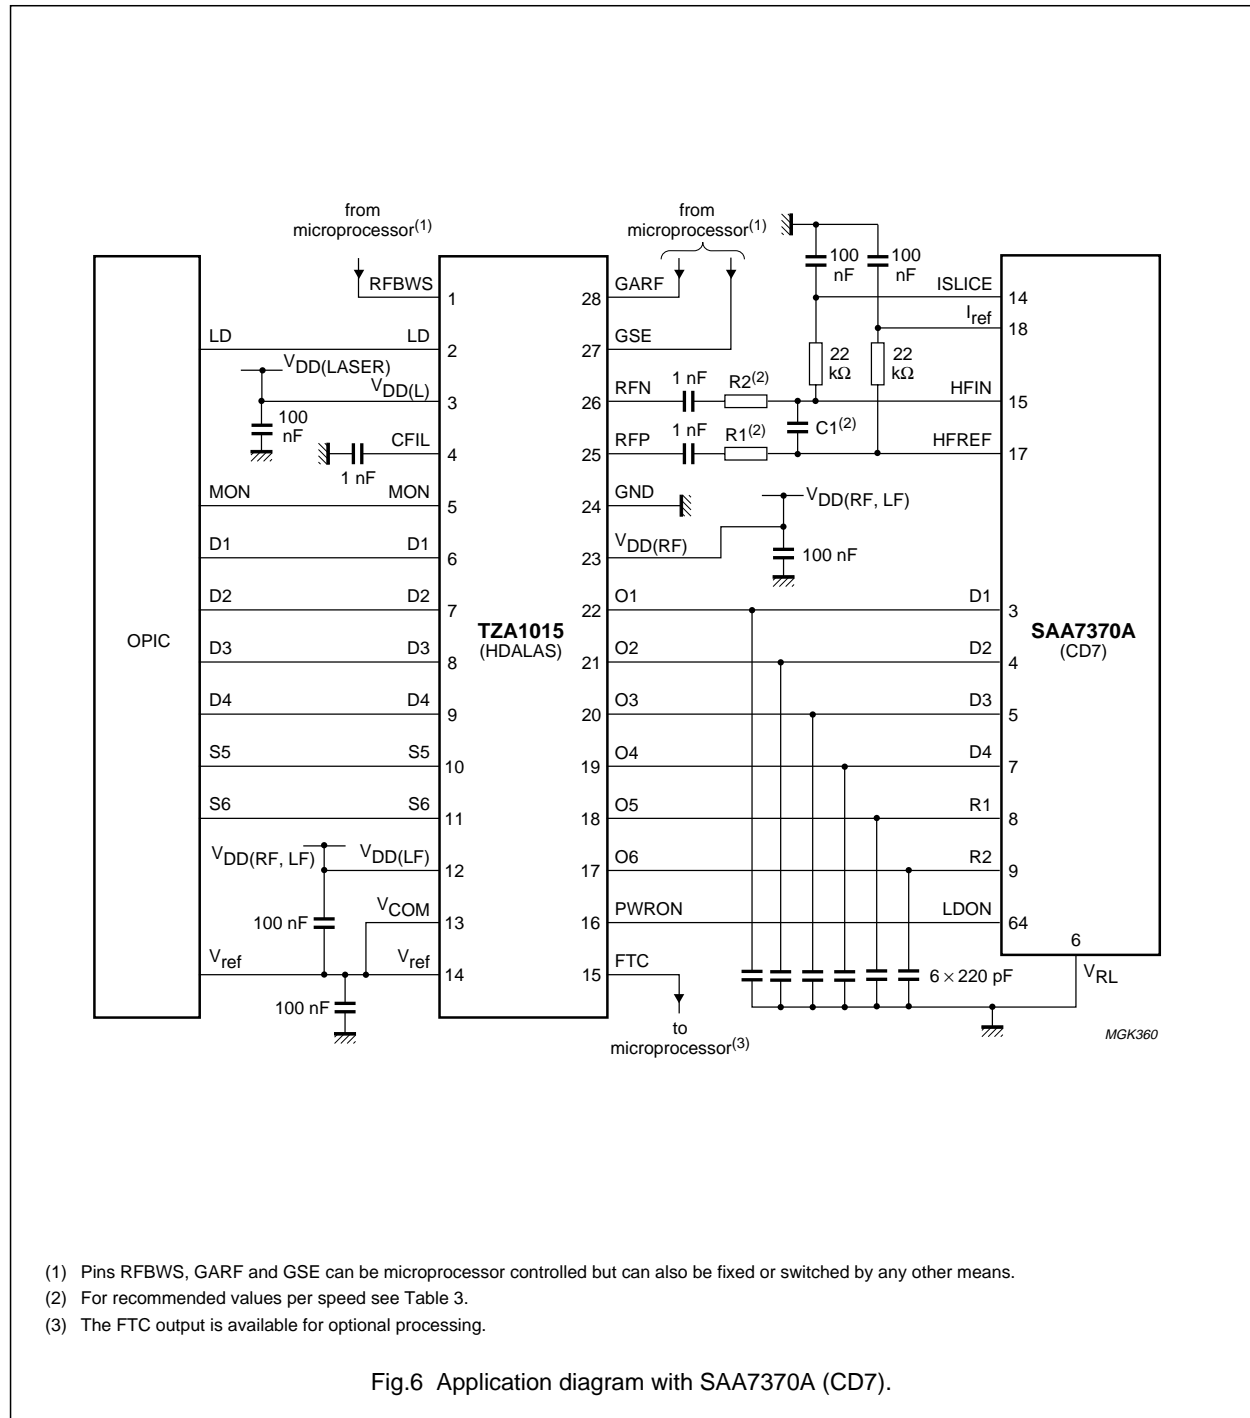 from
microprocessor(1)
from
microprocessor(1)
100
nF
100
nF
RFBWS
1
28
GARF
ISLICE
14
Iref
18
LD
LD
2
27
GSE
22
kΩ
22
kΩ
VDD(LASER)
VDD(L)
3
26
RFN
1 nF
R2(2)
HFIN
15
100
nF
C1(2)
CFIL
4
25
RFP
1 nF
R1(2)
HFREF
17
1 nF
MON
MON
5
24
GND
VDD(RF, LF)
D1
D1
6
23
VDD(RF)
100 nF
D2
D2
7
22
O1
D1
3
OPIC
TZA1015
(HDALAS)
SAA7370A
(CD7)
D3
D3
8
21
O2
D2
4
D4
D4
9
20
O3
D3
5
S5
S5
10
19
O4
D4
7
S6
S6
11
18
O5
R1
8
VDD(RF, LF)
VDD(LF)
12
17
O6
R2
9
100 nF
VCOM
13
16
PWRON
LDON
64
6
Vref
Vref
14
15
FTC
6 × 220 pF
VRL
100 nF
to
microprocessor(3)
MGK360
(1) Pins RFBWS, GARF and GSE can be microprocessor controlled but can also be fixed or switched by any other means.
(2) For recommended values per speed see Table 3.
(3) The FTC output is available for optional processing.
Fig.6 Application diagram with SAA7370A (CD7).